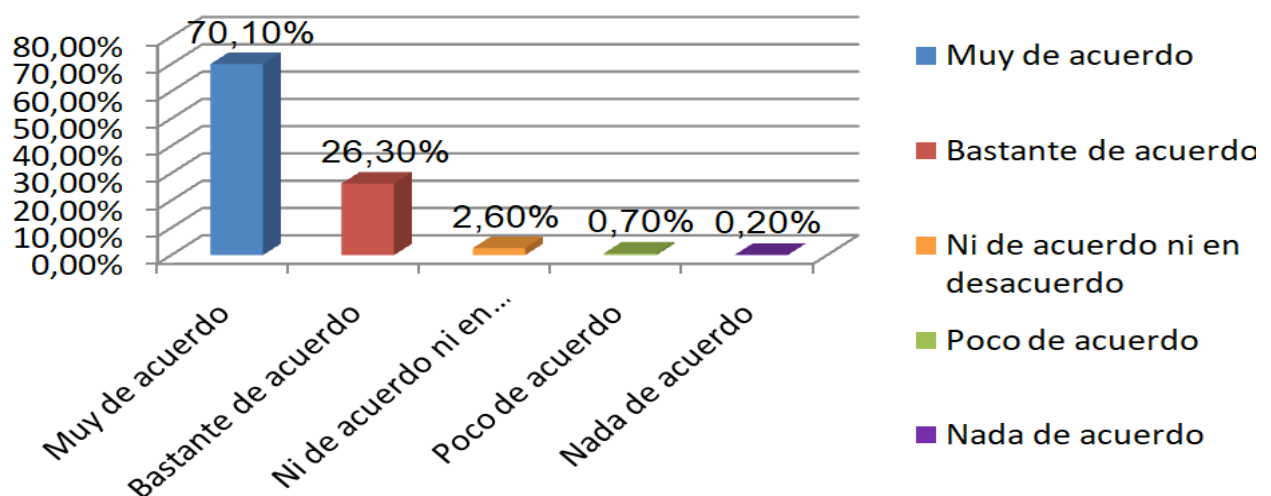 80,00%
70,00%
60,00%
50,00%
40,00%
30,00%
20,00%
10,00%
0,00%
70,10%
26,30%
2,60%
0,70%
0,20%
Muy de acuerdo
Bastante de acuerdo
Ni de acuerdo ni en...
Poco de acuerdo
Nada de acuerdo
Muy de acuerdo
Bastante de acuerdo
Ni de acuerdo ni en
desacuerdo
Poco de acuerdo
Nada de acuerdo